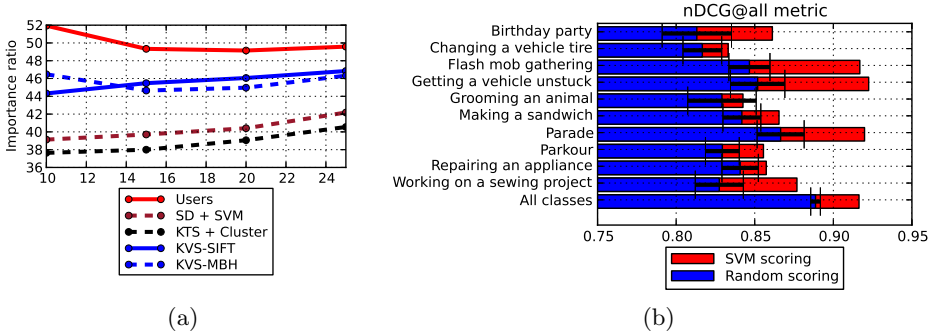 52
50
48
46
44
42
40
38
36
Importance ratio
10 12 14 16 18 20 22 24
Users
SD + SVM
KTS + Cluster
KVS-SIFT
KVS-MBH
(a)
nDCG@all metric
Birthday party
Changing a vehicle tire
Flash mob gathering
Getting a vehicle unstuck
Grooming an animal
Making a sandwich
Parade
Parkour
Repairing an appliance
Working on a sewing project
All classes
0.75 0.80 0.85 0.90 0.95
SVM scoring
Random scoring
(b)